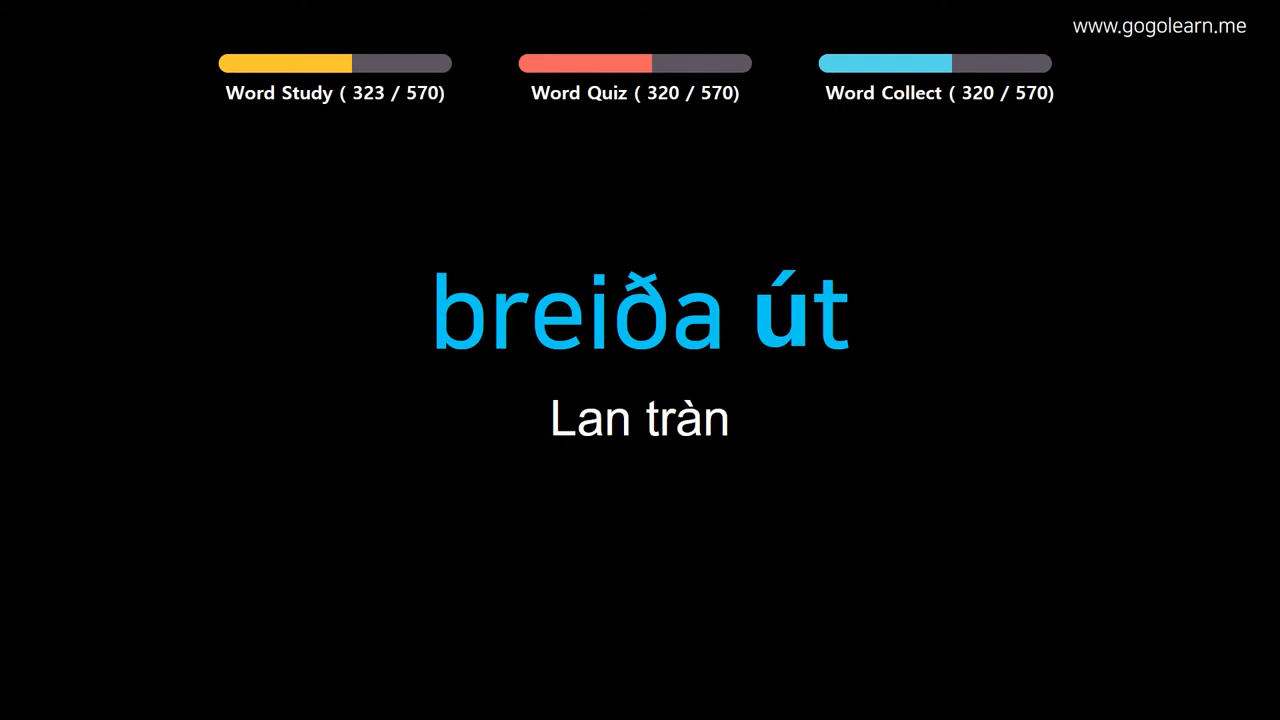 www.gogolearn.me
Word Study ( 323 / 570)
Word Quiz ( 320 / 570)
Word Collect ( 320 / 570)
breiða út
Lan tràn